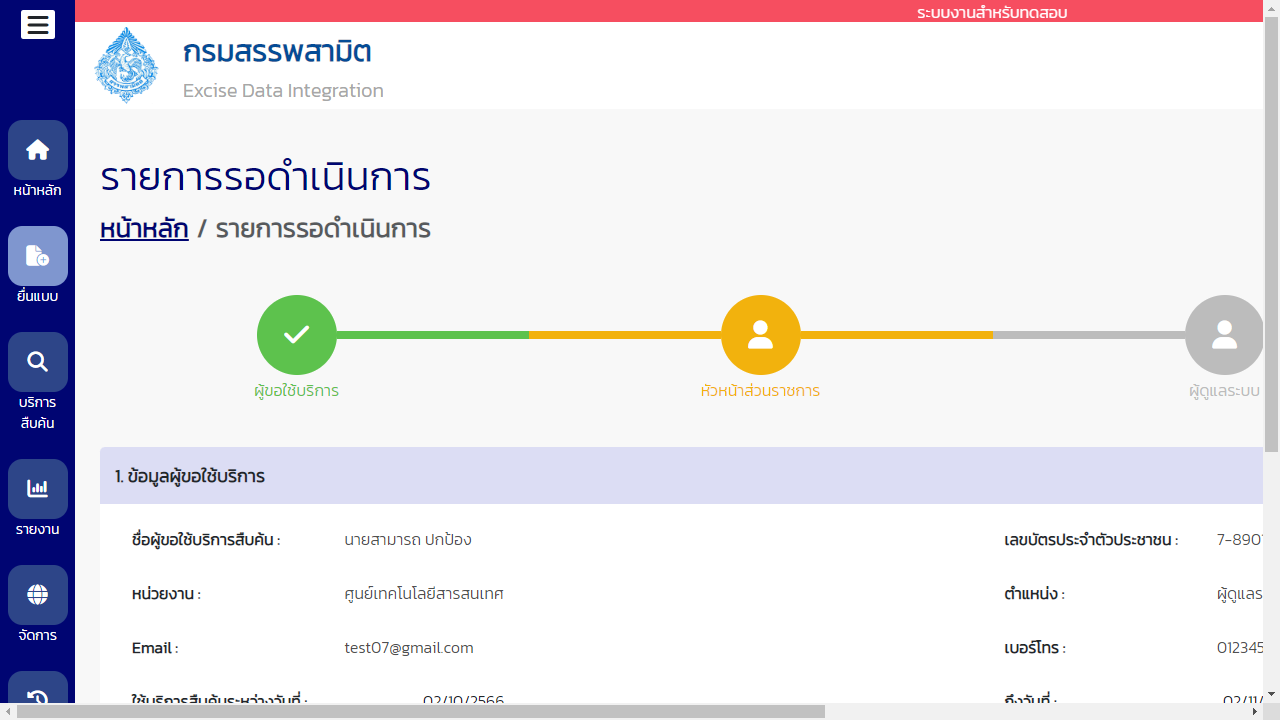 ระบบงานสำหรับทดสอบ
กรมสรรพสามิต
Excise Data Integration
หน้าหลัก
ยื่นแบบ
บริการ
สืบค้น
รายงาน
จัดการ
รายการรอดำเนินการ
หน้าหลัก / รายการรอดำเนินการ
ผู้ขอใช้บริการ หัวหน้าส่วนราชการ ผู้ดูแลระบบ
1. ข้อมูลผู้ขอใช้บริการ
ชื่อผู้ขอใช้บริการสืบค้น : นายสามารถ ปกป้อง เลขบัตรประจำตัวประชาชน : 7-890
หน่วยงาน : ศูนย์เทคโนโลยีสารสนเทศ ตำแหน่ง : ผู้ดูแลร
Email : test07@gmail.com เบอร์โทร : 012345
ใช้บริการสืบค้นระหว่างวันที่ : 02/10/2566 ถึงวันที่ : 02/11/